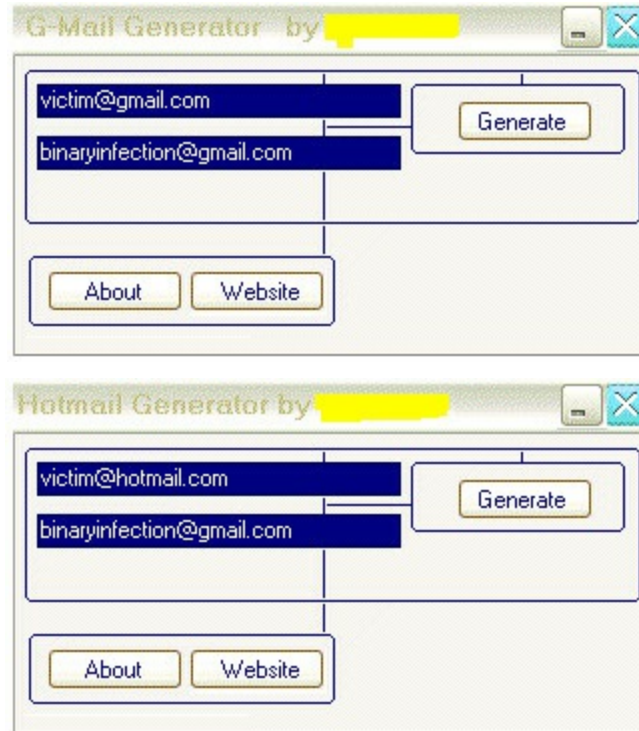 G-Mail Generator by
victim@gmail.com
Generate
binaryinfection@gmail.com
About Website
Hotmail Generator by
victim@hotmail.com
Generate
binaryinfection@gmail.com
About Website